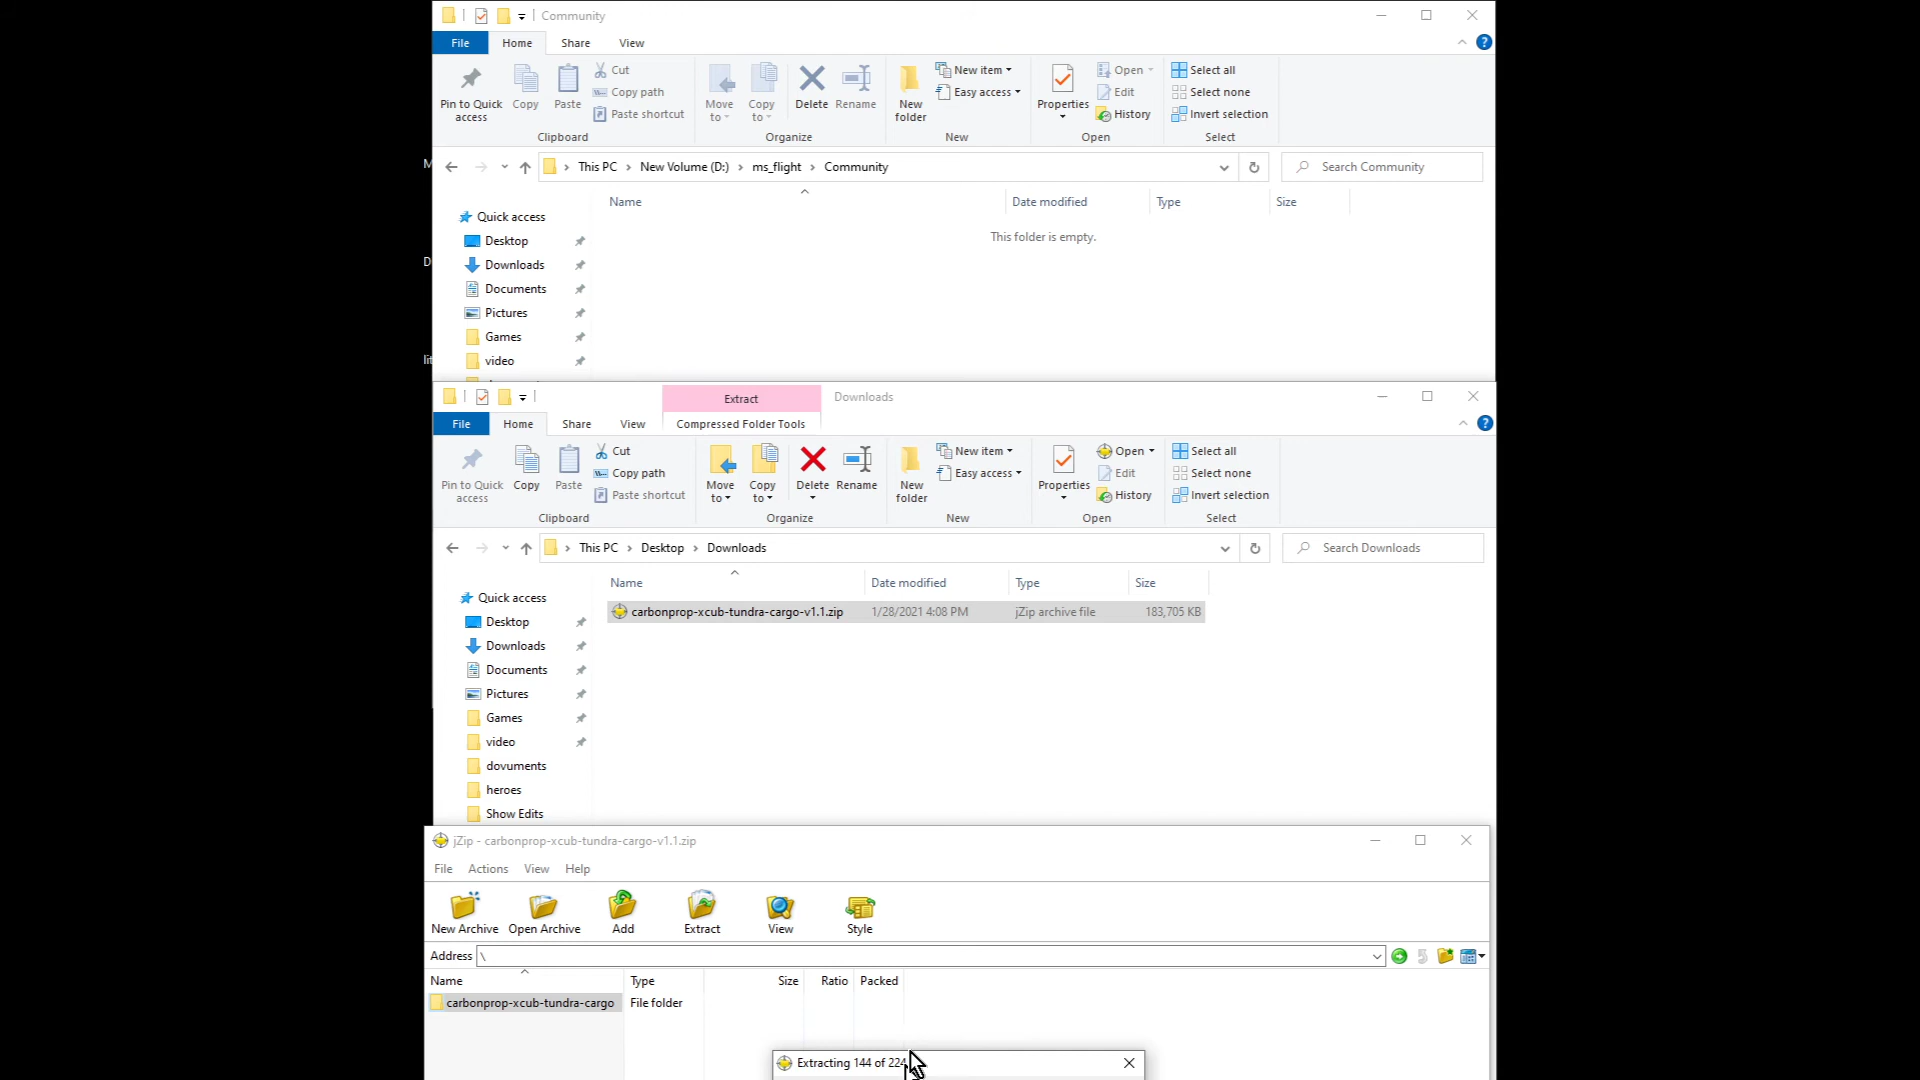 Community
File Home Share View
Pin to Quick access
Copy
Paste
Cut
Copy path
Paste shortcut
Clipboard
Move to
Copy to
Delete
Rename
Organize
New folder
New item
Easy access
New
Properties
Open
Edit
History
Open
Select all
Select none
Invert selection
Select
This PC > New Volume (D:) > ms_flight > Community
Search Community
Name Date modified Type Size
This folder is empty.
Quick access
Desktop
Downloads
Documents
Pictures
Games
video
Extract
Downloads
File Home Share View Compressed Folder Tools
Pin to Quick access
Copy
Paste
Cut
Copy path
Paste shortcut
Clipboard
Move to
Copy to
Delete
Rename
Organize
New folder
New item
Easy access
New
Properties
Open
Edit
History
Open
Select all
Select none
Invert selection
Select
This PC > Desktop > Downloads
Search Downloads
Name Date modified Type Size
carbonprop-xcub-tundra-cargo-v1.1.zip 1/28/2021 4:08 PM jZip archive file 183,705 KB
Quick access
Desktop
Downloads
Documents
Pictures
Games
video
dovuments
heroes
Show Edits
jZip - carbonprop-xcub-tundra-cargo-v1.1.zip
File Actions View Help
New Archive Open Archive Add Extract View Style
Address \
Name Type Size Ratio Packed
carbonprop-xcub-tundra-cargo File folder
Extracting 144 of 224